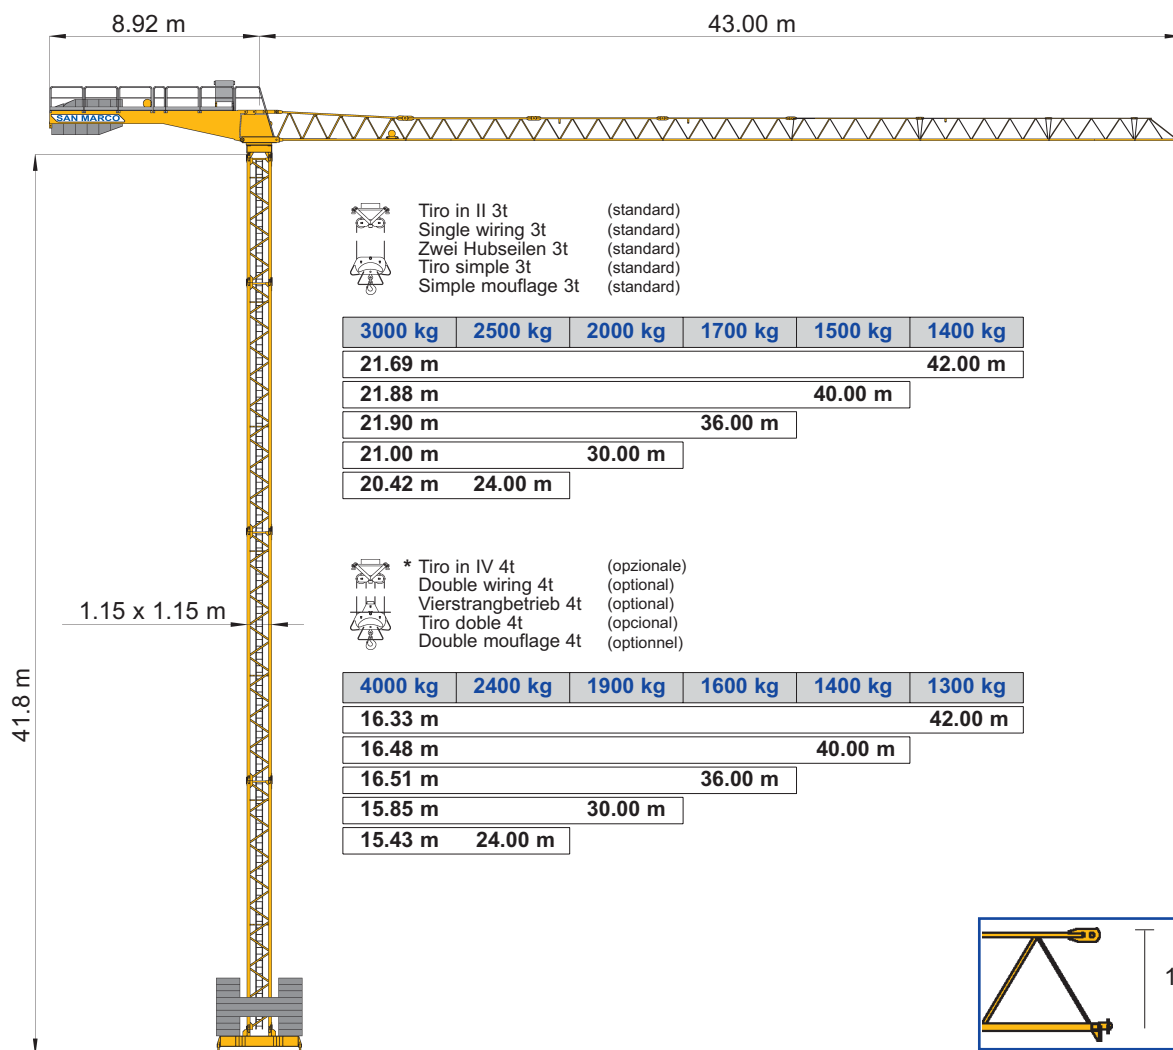 8.92 m 43.00 m
SAN MARCO
Tiro in II 3t (standard)
Single wiring 3t (standard)
Zwei Hubseilen 3t (standard)
Tiro simple 3t (standard)
Simple mouflage 3t (standard)
3000 kg 2500 kg 2000 kg 1700 kg 1500 kg 1400 kg
21.69 m 42.00 m
21.88 m 40.00 m
21.90 m 36.00 m
21.00 m 30.00 m
20.42 m 24.00 m
* Tiro in IV 4t (opzionale)
Double wiring 4t (optional)
Vierstrangbetrieb 4t (optional)
Tiro doble 4t (opcional)
Double mouflage 4t (optionnel)
1.15 x 1.15 m
41.8 m
4000 kg 2400 kg 1900 kg 1600 kg 1400 kg 1300 kg
16.33 m 42.00 m
16.48 m 40.00 m
16.51 m 36.00 m
15.85 m 30.00 m
15.43 m 24.00 m
1